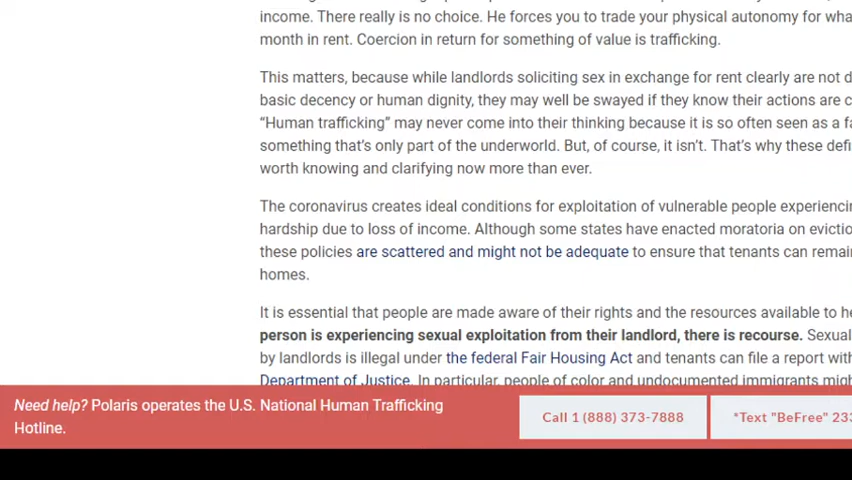 income. There really is no choice. He forces you to trade your physical autonomy for wha
month in rent. Coercion in return for something of value is trafficking.
This matters, because while landlords soliciting sex in exchange for rent clearly are not d
basic decency or human dignity, they may well be swayed if they know their actions are c
“Human trafficking” may never come into their thinking because it is so often seen as a fa
something that's only part of the underworld. But, of course, it isn't. That's why these defi
worth knowing and clarifying now more than ever.
The coronavirus creates ideal conditions for exploitation of vulnerable people experiencin
hardship due to loss of income. Although some states have enacted moratoria on evictio
these policies are scattered and might not be adequate to ensure that tenants can remai
homes.
It is essential that people are made aware of their rights and the resources available to he
person is experiencing sexual exploitation from their landlord, there is recourse. Sexual
by landlords is illegal under the federal Fair Housing Act and tenants can file a report with
Department of Justice. In particular, people of color and undocumented immigrants migh
Need help? Polaris operates the U.S. National Human Trafficking
Hotline.
Call 1 (888) 373-7888
*Text "BeFree" 233